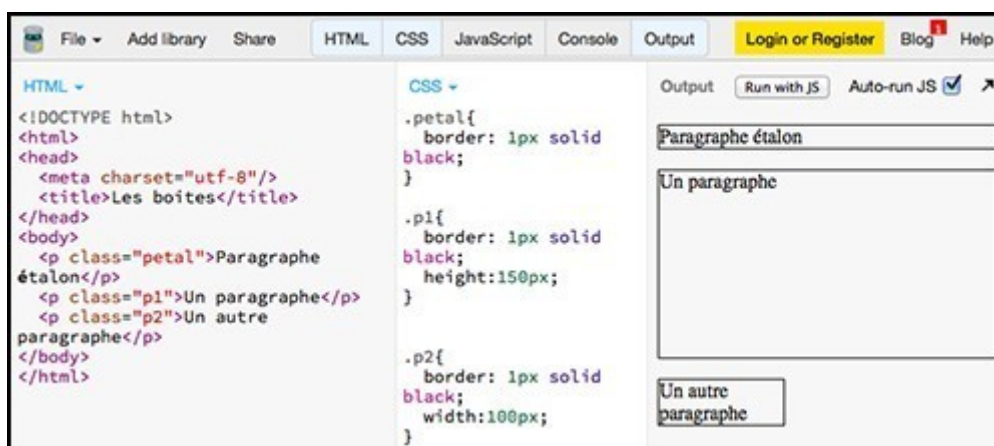 File Add library Share HTML CSS JavaScript Console Output Login or Register Blog 1 Help
HTML
<!DOCTYPE html>
<html>
<head>
<meta charset="utf-8"/>
<title>Les boites</title>
</head>
<body>
<p class="petal">Paragraphe
étalon</p>
<p class="p1">Un paragraphe</p>
<p class="p2">Un autre
paragraphe</p>
</body>
</html>
CSS
.petal{
border: 1px solid
black;
}
.p1{
border: 1px solid
black;
height:150px;
}
.p2{
border: 1px solid
black;
width:100px;
}
Output Run with JS Auto-run JS
Paragraphe étalon
Un paragraphe
Un autre
paragraphe